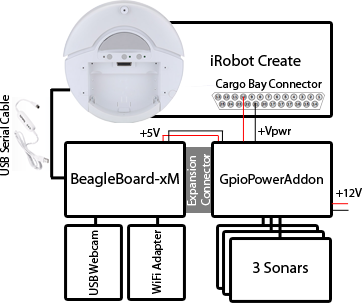 iRobot Create
Cargo Bay Connector
USB Serial Cable
+5V
+Vpwr
BeagleBoard-xM
Expansion
Connector
GpioPowerAddon
+12V
USB Webcam
WiFi Adapter
3 Sonars